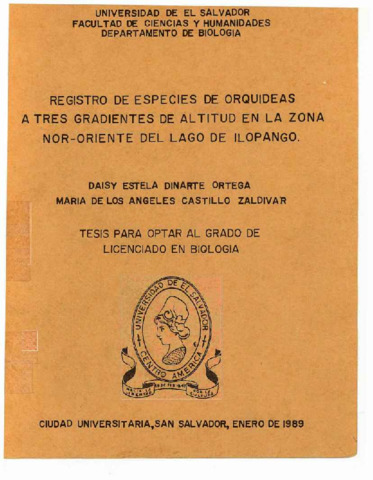 UNIVERSIDAD DE EL SALVADOR
FACULTAD DE CIENCIAS Y HUMANIDADES
DEPARTAMENTO DE BIOLOGIA
REGISTRO DE ESPECIES DE ORQUIDEAS
A TRES GRADIENTES DE ALTITUD EN LA ZONA
NOR-ORIENTE DEL LAGO DE ILOPANGO.
DAISY ESTELA DINARTE ORTEGA
MARIA DE LOS ANGELES CASTILLO ZALDIVAR
TESIS PARA OPTAR AL GRADO DE
LICENCIADO EN BIOLOGIA
UNIVERSIDAD DE EL SALVADOR
CENTRO AMERICA
CIUDAD UNIVERSITARIA, SAN SALVADOR, ENERO DE 1989